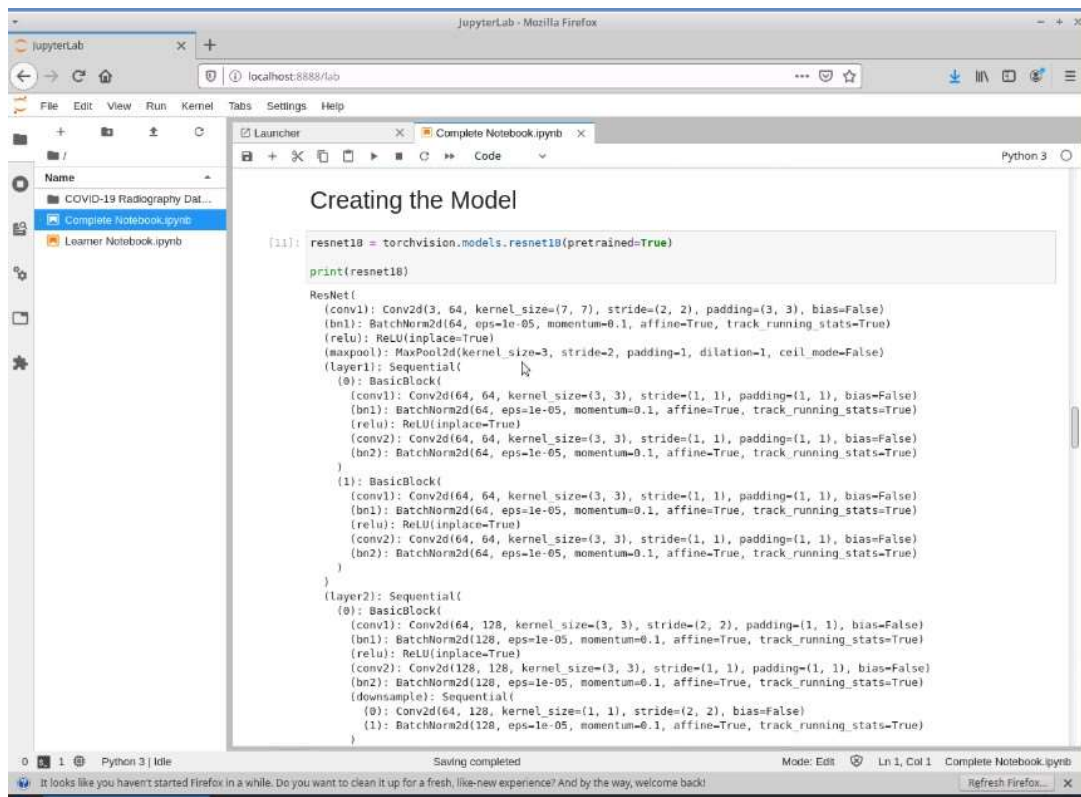 JupyterLab - Mozilla Firefox
JupyterLab
localhost:8888/lab
File Edit View Run Kernel Tabs Settings Help
Launcher
Complete Notebook.ipynb
/
Code
Python 3
Name
COVID-19 Radiography Dat...
Complete Notebook.ipynb
Learner Notebook.ipynb
Creating the Model
[11]: resnet18 = torchvision.models.resnet18(pretrained=True)
print(resnet18)
ResNet(
(conv1): Conv2d(3, 64, kernel_size=(7, 7), stride=(2, 2), padding=(3, 3), bias=False)
(bn1): BatchNorm2d(64, eps=1e-05, momentum=0.1, affine=True, track_running_stats=True)
(relu): ReLU(inplace=True)
(maxpool): MaxPool2d(kernel_size=3, stride=2, padding=1, dilation=1, ceil_mode=False)
(layer1): Sequential(
(0): BasicBlock(
(conv1): Conv2d(64, 64, kernel_size=(3, 3), stride=(1, 1), padding=(1, 1), bias=False)
(bn1): BatchNorm2d(64, eps=1e-05, momentum=0.1, affine=True, track_running_stats=True)
(relu): ReLU(inplace=True)
(conv2): Conv2d(64, 64, kernel_size=(3, 3), stride=(1, 1), padding=(1, 1), bias=False)
(bn2): BatchNorm2d(64, eps=1e-05, momentum=0.1, affine=True, track_running_stats=True)
)
(1): BasicBlock(
(conv1): Conv2d(64, 64, kernel_size=(3, 3), stride=(1, 1), padding=(1, 1), bias=False)
(bn1): BatchNorm2d(64, eps=1e-05, momentum=0.1, affine=True, track_running_stats=True)
(relu): ReLU(inplace=True)
(conv2): Conv2d(64, 64, kernel_size=(3, 3), stride=(1, 1), padding=(1, 1), bias=False)
(bn2): BatchNorm2d(64, eps=1e-05, momentum=0.1, affine=True, track_running_stats=True)
)
)
(layer2): Sequential(
(0): BasicBlock(
(conv1): Conv2d(64, 128, kernel_size=(3, 3), stride=(2, 2), padding=(1, 1), bias=False)
(bn1): BatchNorm2d(128, eps=1e-05, momentum=0.1, affine=True, track_running_stats=True)
(relu): ReLU(inplace=True)
(conv2): Conv2d(128, 128, kernel_size=(3, 3), stride=(1, 1), padding=(1, 1), bias=False)
(bn2): BatchNorm2d(128, eps=1e-05, momentum=0.1, affine=True, track_running_stats=True)
(downsample): Sequential(
(0): Conv2d(64, 128, kernel_size=(1, 1), stride=(2, 2), bias=False)
(1): BatchNorm2d(128, eps=1e-05, momentum=0.1, affine=True, track_running_stats=True)
)
0 1 Python 3 | Idle Saving completed Mode: Edit Ln 1, Col 1 Complete Notebook.ipynb
It looks like you haven't started Firefox in a while. Do you want to clean it up for a fresh, like-new experience? And by the way, welcome back! Refresh Firefox...